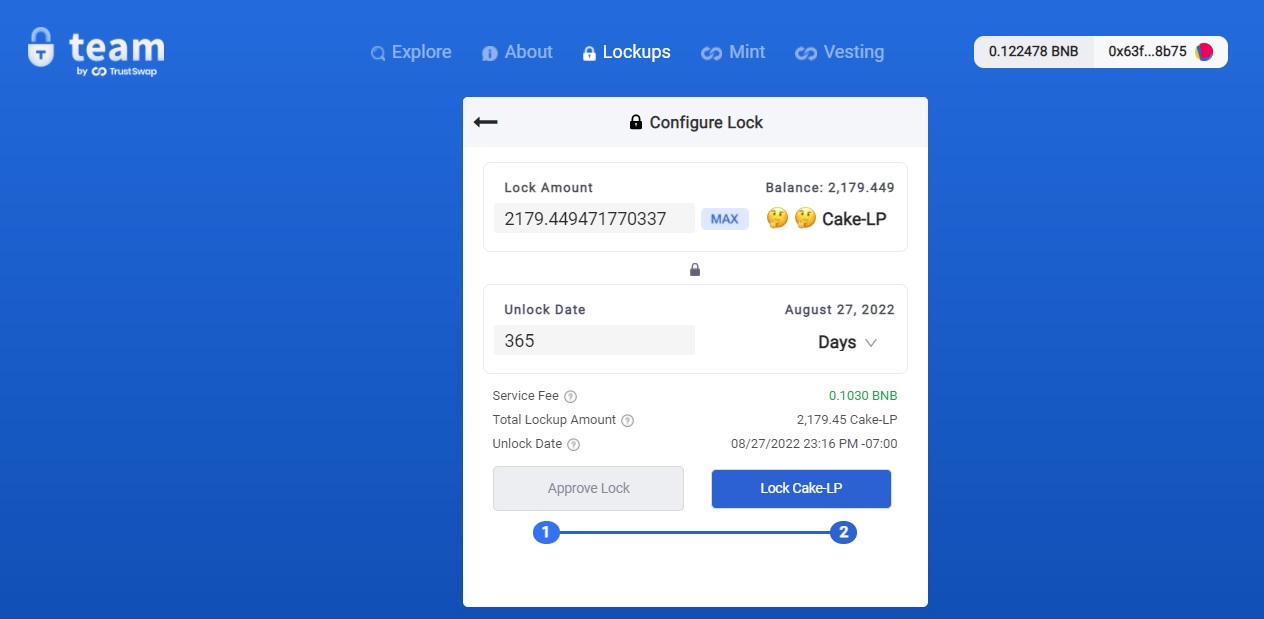 team
by TrustSwap
Explore About Lockups Mint Vesting
0.122478 BNB 0x63f...8b75
Configure Lock
Lock Amount Balance: 2,179.449
2179.449471770337 MAX 🤔 🤔 Cake-LP
Unlock Date August 27, 2022
365 Days
Service Fee 0.1030 BNB
Total Lockup Amount 2,179.45 Cake-LP
Unlock Date 08/27/2022 23:16 PM -07:00
Approve Lock Lock Cake-LP
1 2